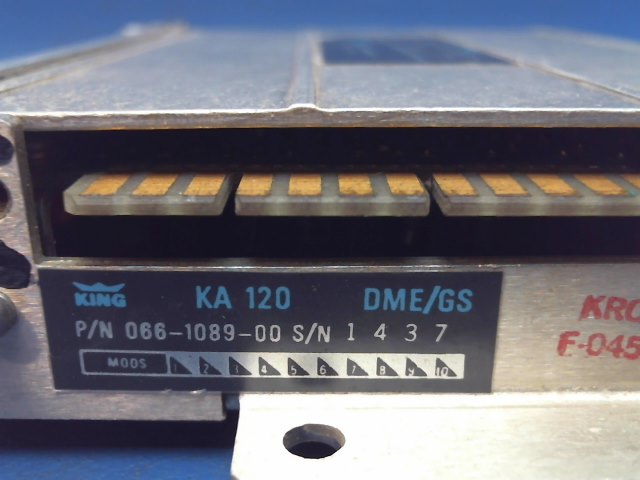 KING KA 120 DME/GS
P/N 066-1089-00 S/N 1 4 3 7
MODS 1 2 3 4 5 6 7 8 9 10
KRO
F-045